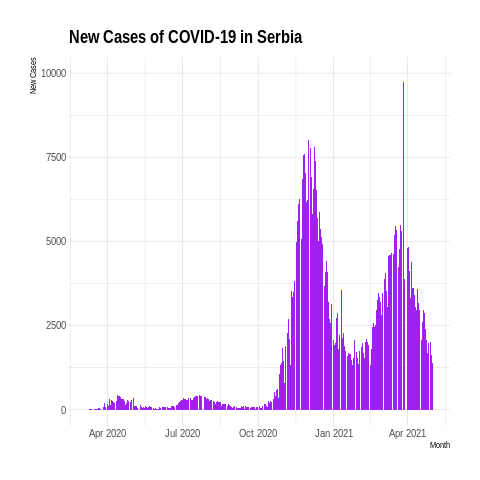 New Cases of COVID-19 in Serbia
New Cases
10000
7500
5000
2500
0
Apr 2020 Jul 2020 Oct 2020 Jan 2021 Apr 2021
Month